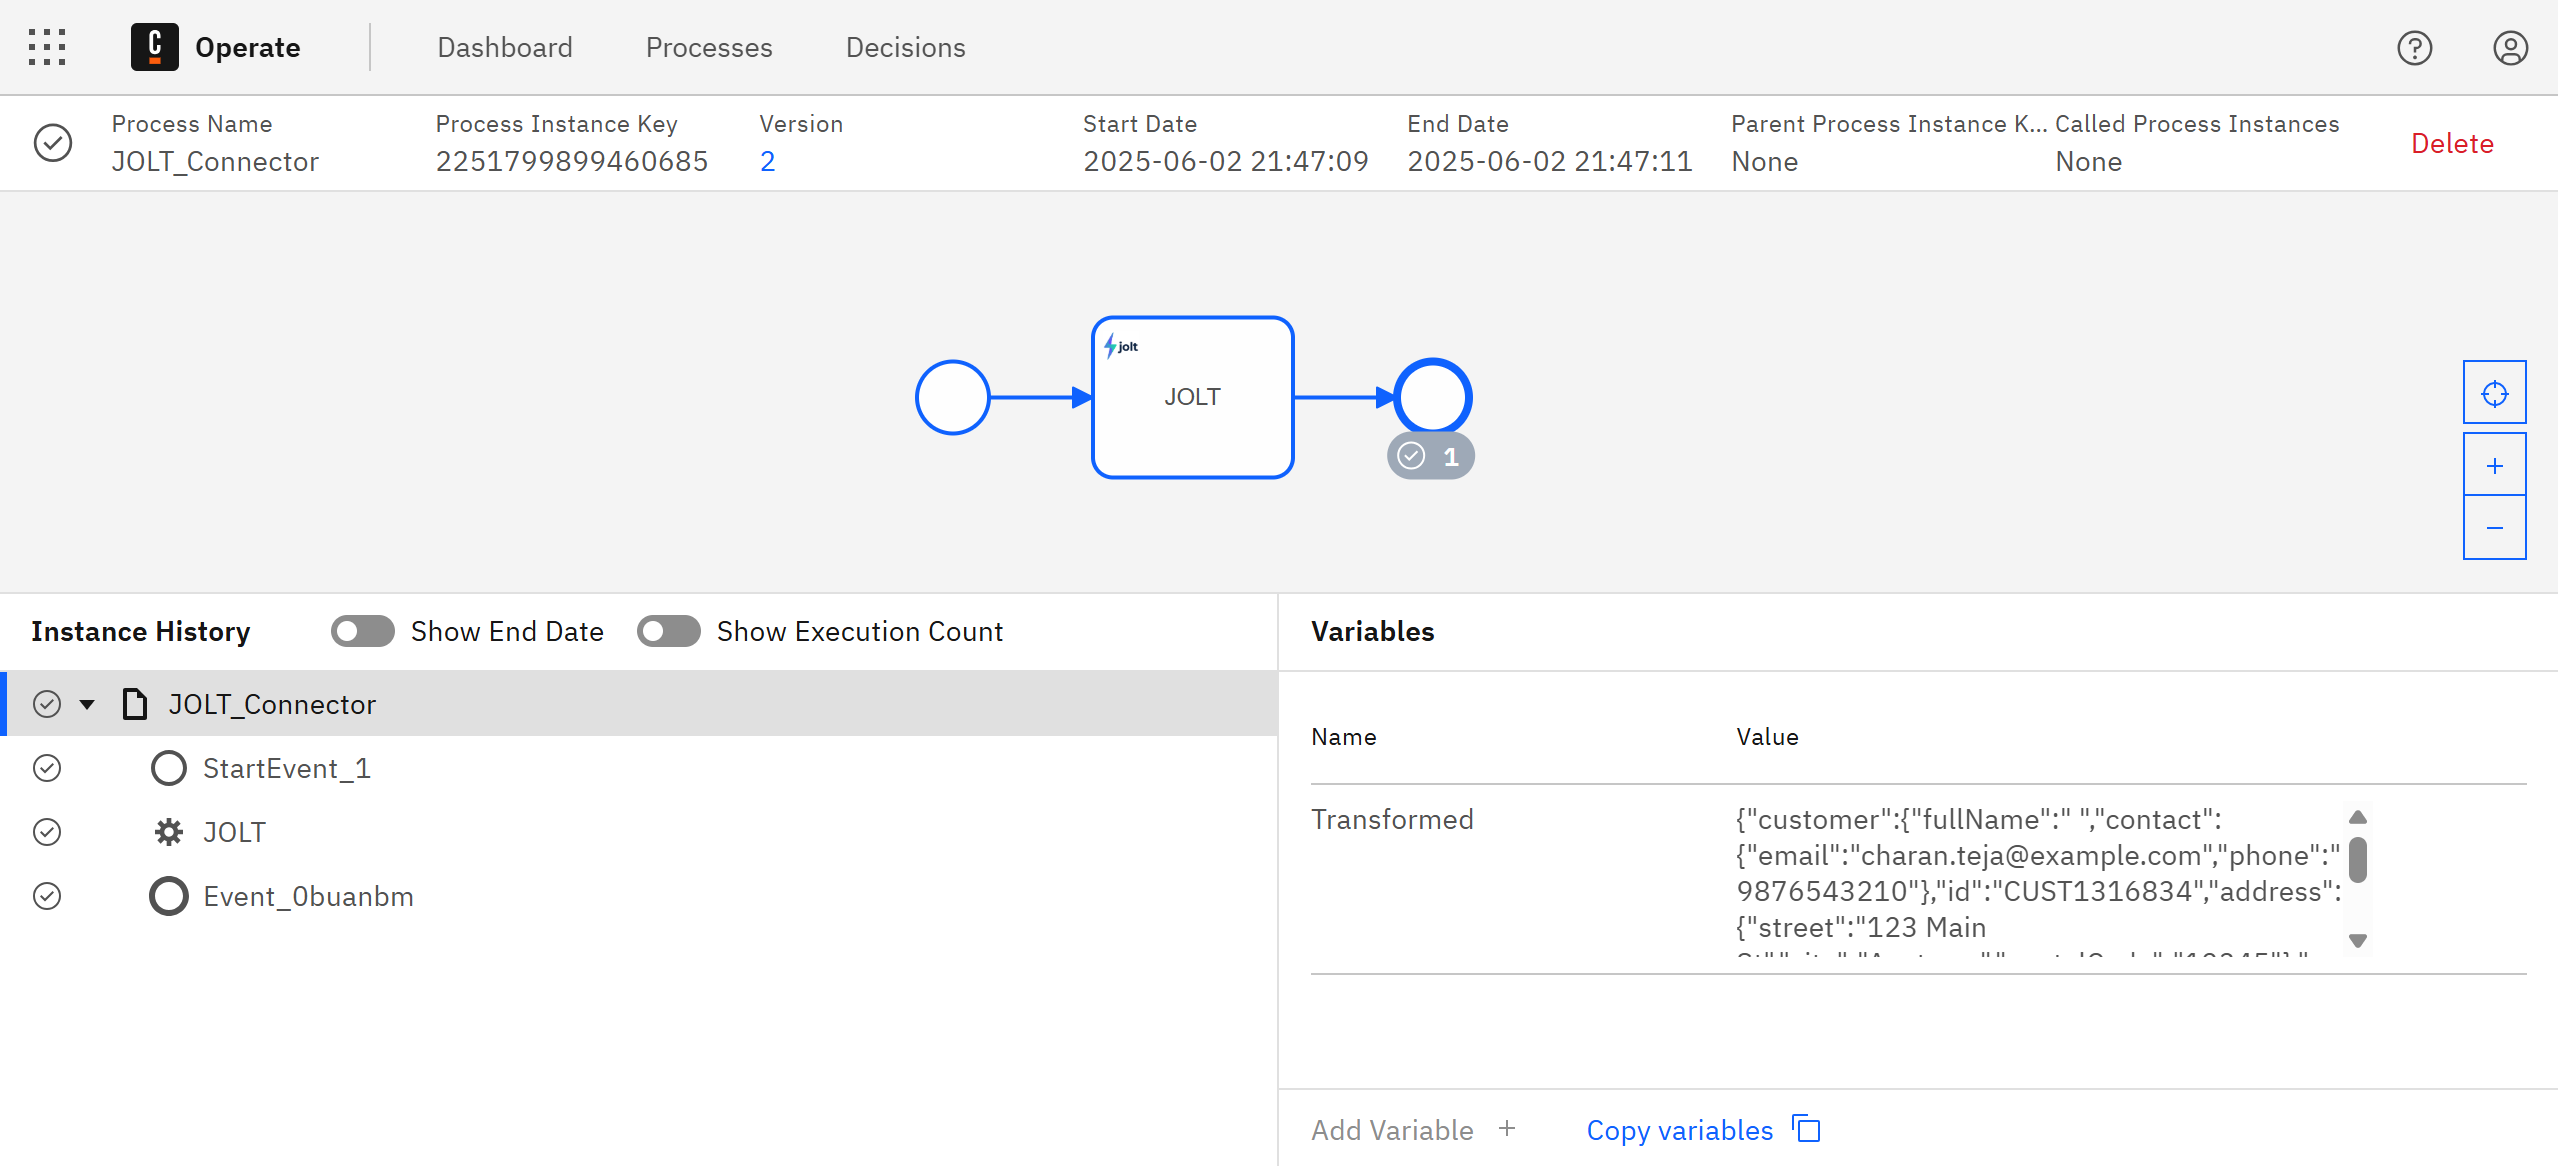 Operate
Dashboard
Processes
Decisions
Process Name
JOLT_Connector
Process Instance Key
2251799899460685
Version
2
Start Date
2025-06-02 21:47:09
End Date
2025-06-02 21:47:11
Parent Process Instance K...
None
Called Process Instances
None
Delete
jolt
JOLT
1
Instance History
Show End Date
Show Execution Count
JOLT_Connector
StartEvent_1
JOLT
Event_0buanbm
Variables
Name
Value
Transformed
{"customer":{"fullName":" ","contact":
{"email":"charan.teja@example.com","phone":"
9876543210"},"id":"CUST1316834","address":
{"street":"123 Main
Add Variable
Copy variables